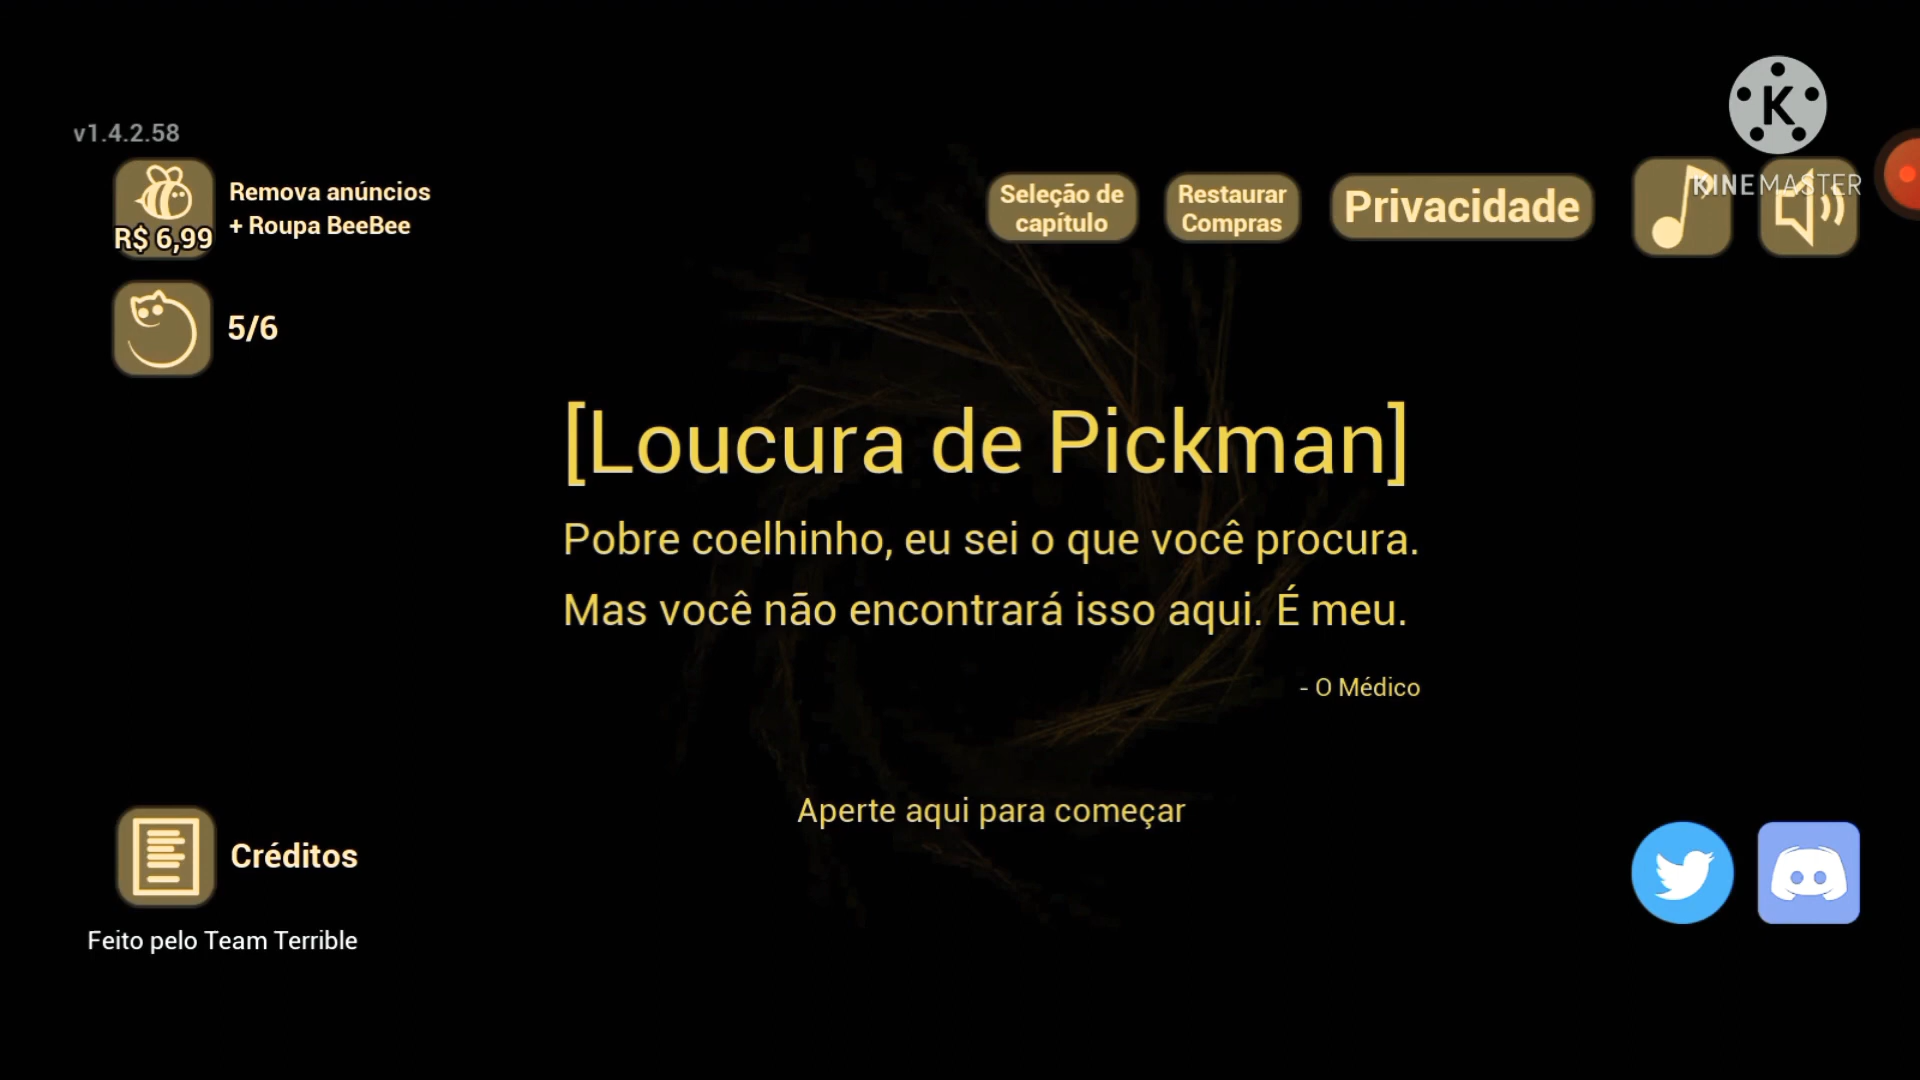 v1.4.2.58
R$ 6,99
Remova anúncios
+ Roupa BeeBee
5/6
Seleção de
capítulo
Restaurar
Compras
Privacidade
K
KINEMASTER
[Loucura de Pickman]
Pobre coelhinho, eu sei o que você procura.
Mas você não encontrará isso aqui. É meu.
- O Médico
Aperte aqui para começar
Créditos
Feito pelo Team Terrible